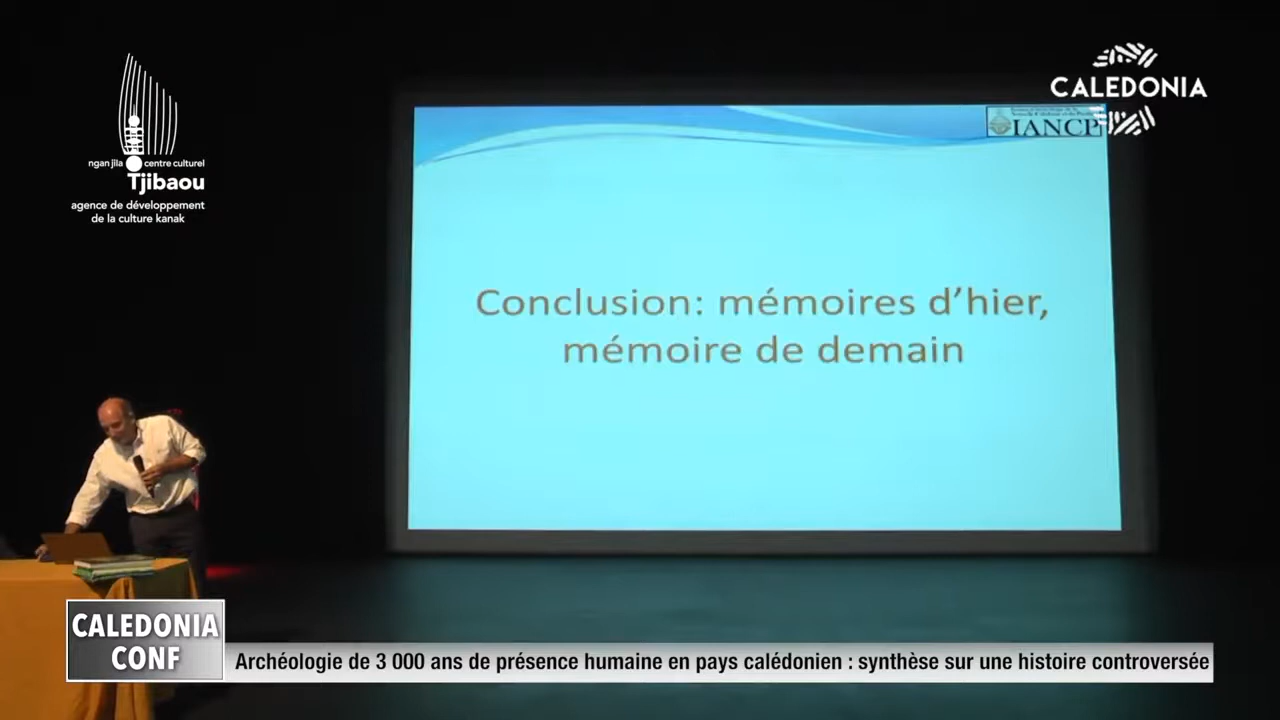 ngan jila centre culturel
Tjibaou
agence de développement
de la culture kanak
CALEDONIA
IANCP
Conclusion: mémoires d’hier,
mémoire de demain
CALEDONIA
CONF
Archéologie de 3 000 ans de présence humaine en pays calédonien : synthèse sur une histoire controversée